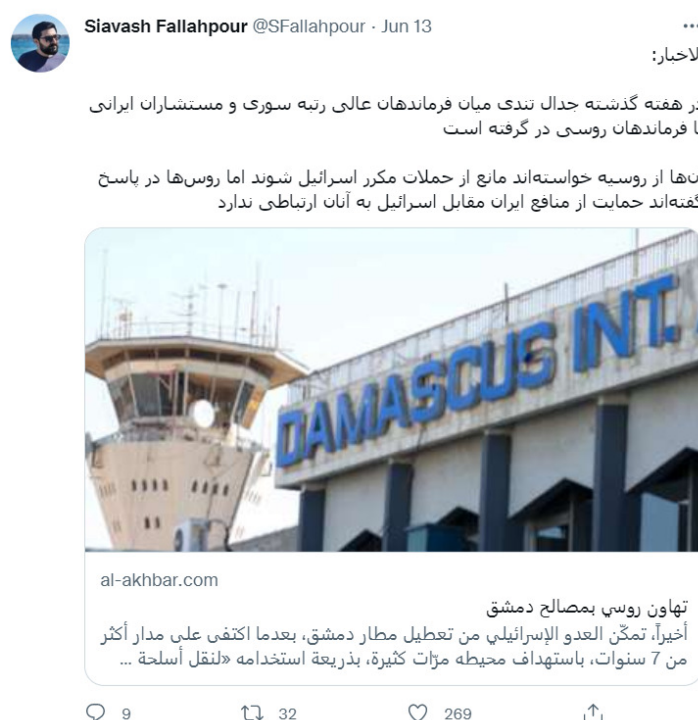 Siavash Fallahpour @SFallahpour · Jun 13
لاخبار:
هفته گذشته جدال تندی میان فرماندهان عالی رتبه سوری و مستشاران ایرانی
فرماندهان روسی در گرفته است
از روسیه خواسته‌اند مانع از حملات مکرر اسرائیل شوند اما روس‌ها در پاسخ
گفته‌اند حمایت از منافع ایران مقابل اسرائیل به آنان ارتباطی ندارد
DAMASCUS INT.
al-akhbar.com
تهاون روسي بمصالح دمشق
أخيراً، تمكّن العدو الإسرائيلي من تعطيل مطار دمشق، بعدما اكتفى على مدار أكثر
من 7 سنوات، باستهداف محيطه مرّات كثيرة، بذريعة استخدامه «لنقل أسلحة ...
9 32 269